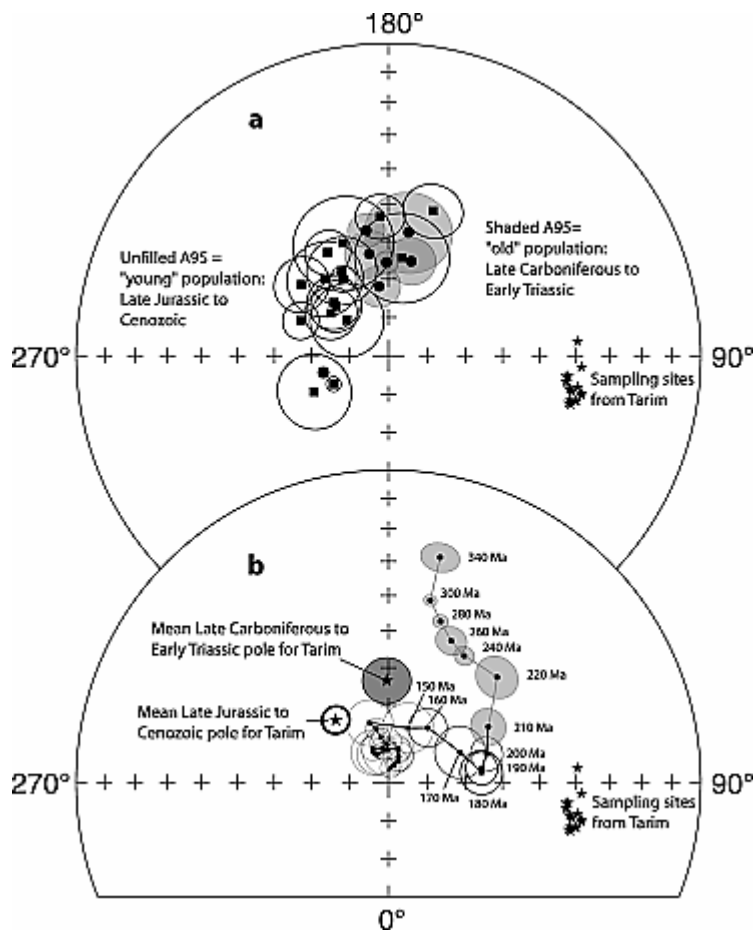 180°
a
Unfilled A95 =
"young" population:
Late Jurassic to
Cenozoic
Shaded A95=
"old" population:
Late Carboniferous to
Early Triassic
270°
90°
Sampling sites
from Tarim
b
340 Ma
300 Ma
280 Ma
260 Ma
240 Ma
Mean Late Carboniferous to
Early Triassic pole for Tarim
220 Ma
150 Ma
160 Ma
Mean Late Jurassic to
Cenozoic pole for Tarim
210 Ma
200 Ma
190 Ma
270°
90°
170 Ma
180 Ma
Sampling sites
from Tarim
0°